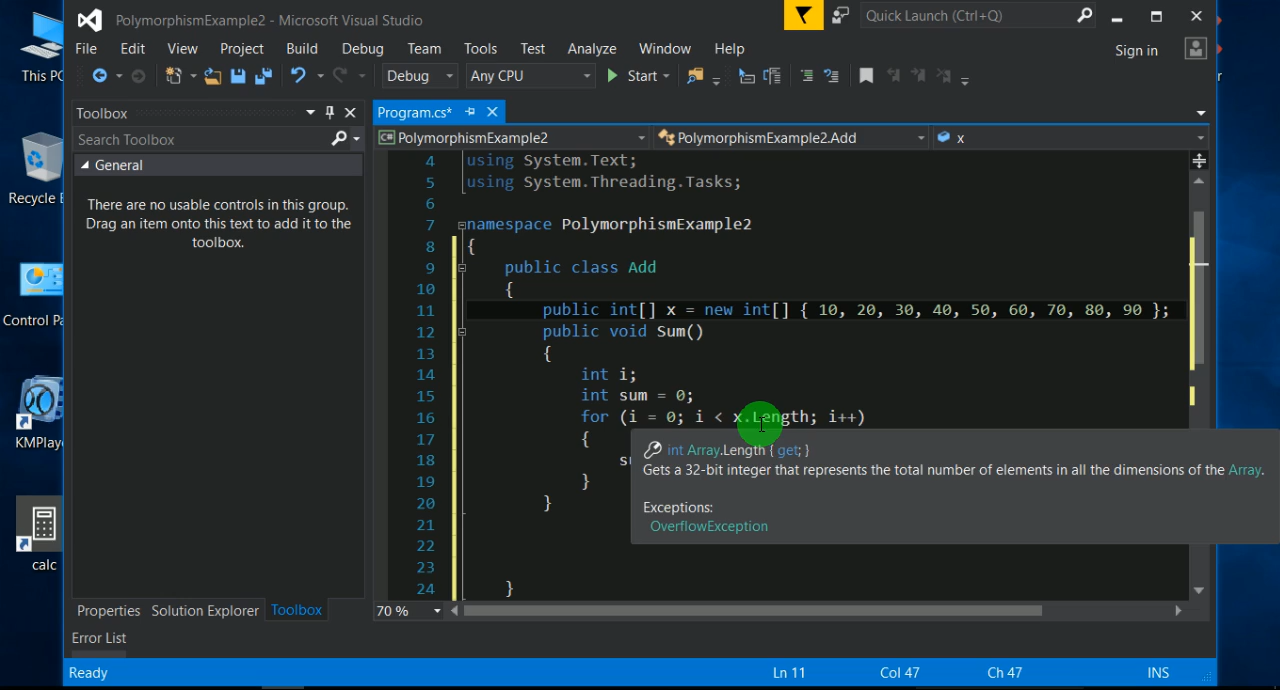 This PC
Recycle B
Control Pa
KMPlaye
calc
PolymorphismExample2 - Microsoft Visual Studio
Quick Launch (Ctrl+Q)
File Edit View Project Build Debug Team Tools Test Analyze Window Help
Sign in
Debug Any CPU Start
Toolbox
Search Toolbox
General
There are no usable controls in this group.
Drag an item onto this text to add it to the
toolbox.
Properties Solution Explorer Toolbox
Program.cs*
PolymorphismExample2 PolymorphismExample2.Add x
4 using System.Text;
5 using System.Threading.Tasks;
6
7 namespace PolymorphismExample2
8 {
9 public class Add
10 {
11 public int[] x = new int[] { 10, 20, 30, 40, 50, 60, 70, 80, 90 };
12 public void Sum()
13 {
14 int i;
15 int sum = 0;
16 for (i = 0; i < x.Length; i++)
17 {
18 su
19 }
20 }
21
22
23
24 }
int Array.Length { get; }
Gets a 32-bit integer that represents the total number of elements in all the dimensions of the Array.
Exceptions:
OverflowException
70 %
Error List
Ready Ln 11 Col 47 Ch 47 INS